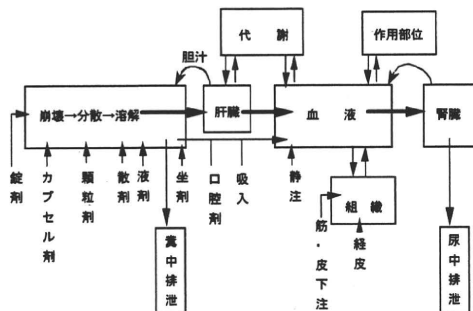 代 謝
作用部位
胆汁
崩壊→分散→溶解
肝臓
血 液
腎臓
錠剤
カプセル剤
顆粒剤
散剤
液剤
坐剤
口腔剤
吸入
静注
組 織
筋・皮下注
経皮
糞中排泄
尿中排泄